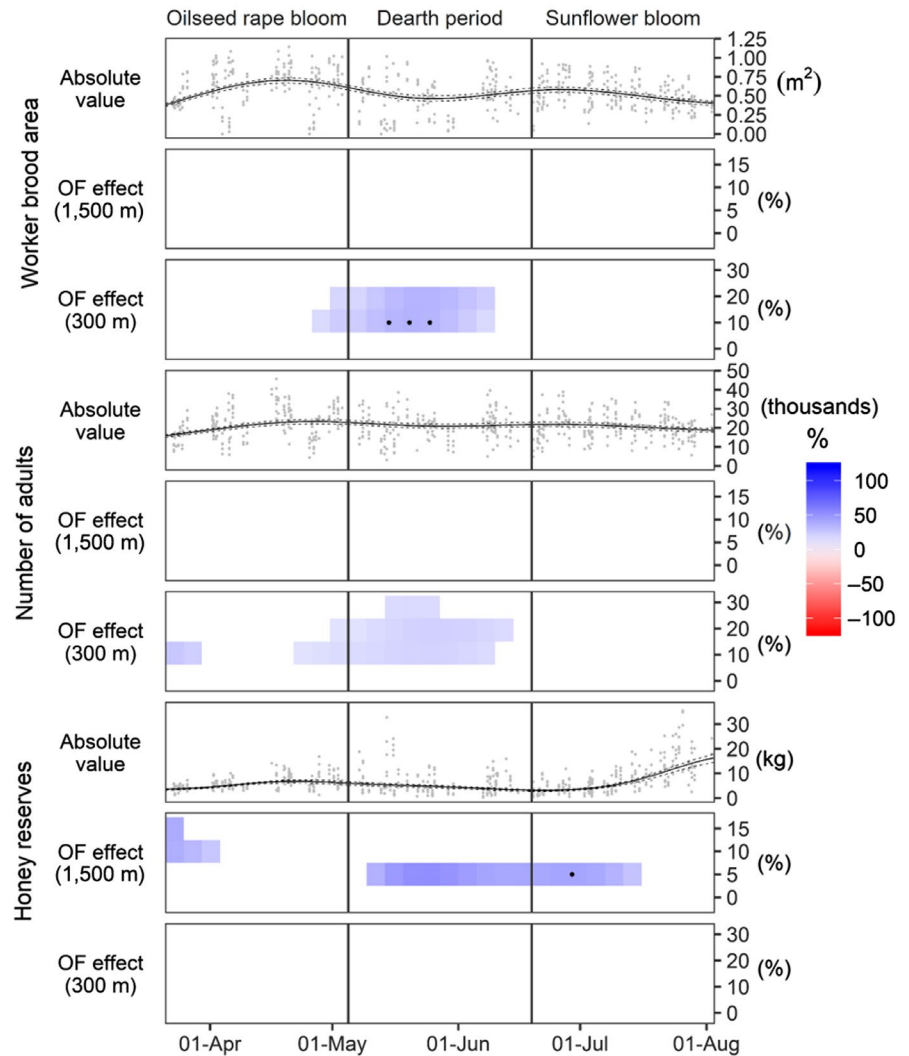 Oilseed rape bloom Dearth period Sunflower bloom
Worker brood area
Absolute
value
1.25
1.00
0.75
0.50
0.25
0.00
(m²)
OF effect
(1,500 m)
15
10
5
0
(%)
OF effect
(300 m)
30
20
10
0
(%)
Number of adults
Absolute
value
50
40
30
20
10
0
(thousands)
OF effect
(1,500 m)
15
10
5
0
(%)
OF effect
(300 m)
30
20
10
0
(%)
%
100
50
0
−50
−100
Honey reserves
Absolute
value
30
20
10
0
(kg)
OF effect
(1,500 m)
15
10
5
0
(%)
OF effect
(300 m)
30
20
10
0
(%)
01-Apr 01-May 01-Jun 01-Jul 01-Aug